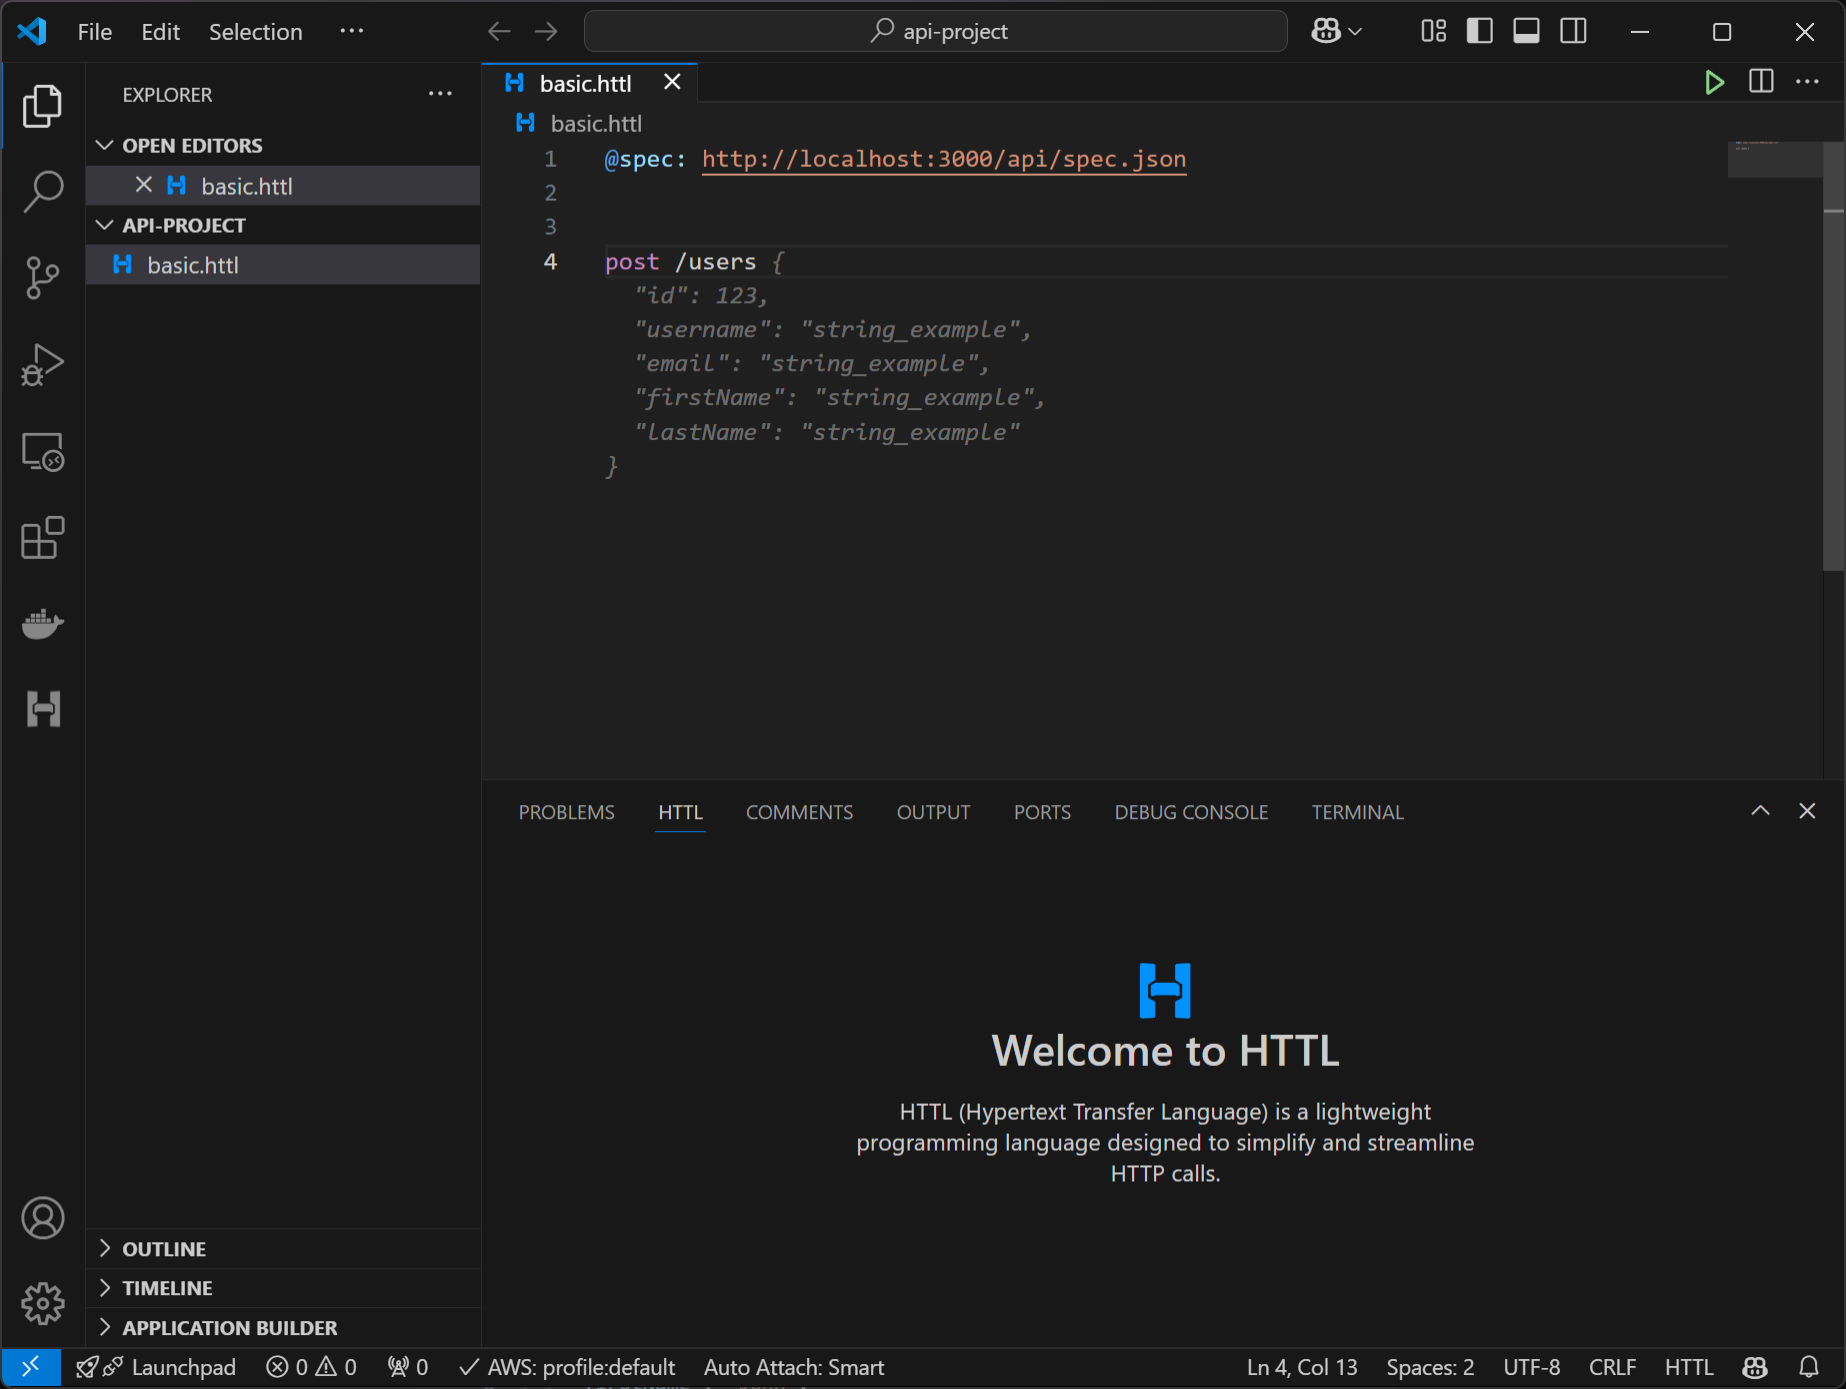 File Edit Selection ···
api-project
EXPLORER ···
OPEN EDITORS
basic.httl
API-PROJECT
basic.httl
OUTLINE
TIMELINE
APPLICATION BUILDER
basic.httl
basic.httl
1 @spec: http://localhost:3000/api/spec.json
2
3
4 post /users {
"id": 123,
"username": "string_example",
"email": "string_example",
"firstName": "string_example",
"lastName": "string_example"
}
PROBLEMS HTTL COMMENTS OUTPUT PORTS DEBUG CONSOLE TERMINAL
Welcome to HTTL
HTTL (Hypertext Transfer Language) is a lightweight
programming language designed to simplify and streamline
HTTP calls.
Launchpad 0 0 0 AWS: profile:default Auto Attach: Smart Ln 4, Col 13 Spaces: 2 UTF-8 CRLF HTTL